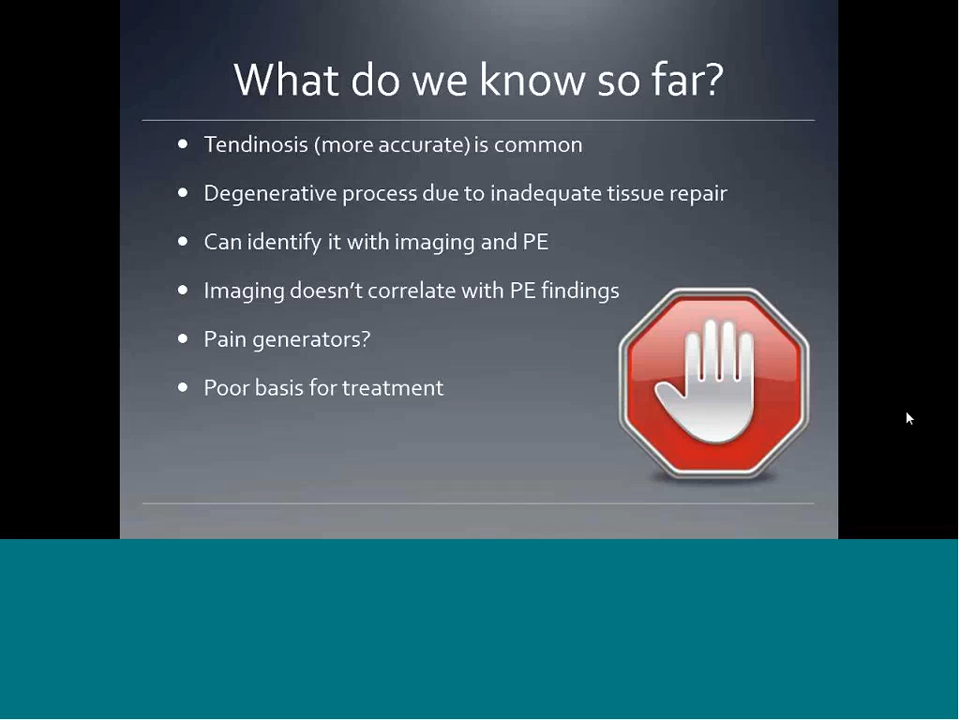 What do we know so far?
• Tendinosis (more accurate) is common
• Degenerative process due to inadequate tissue repair
• Can identify it with imaging and PE
• Imaging doesn’t correlate with PE findings
• Pain generators?
• Poor basis for treatment